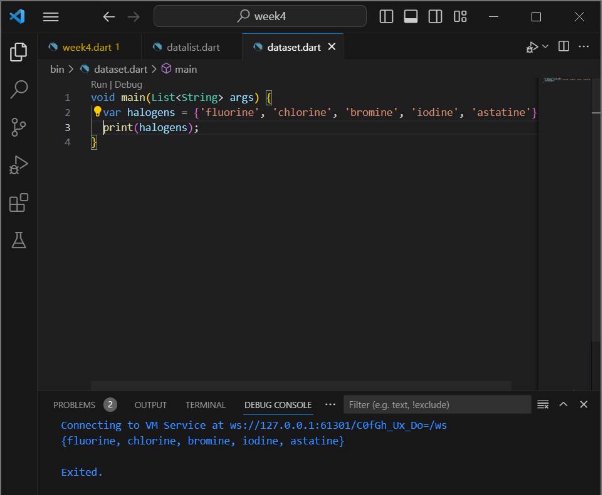 week4
week4.dart 1
datalist.dart
dataset.dart
bin > dataset.dart > main
Run | Debug
1 void main(List<String> args) {
2 var halogens = {'fluorine', 'chlorine', 'bromine', 'iodine', 'astatine'}
3 print(halogens);
4 }
PROBLEMS 2 OUTPUT TERMINAL DEBUG CONSOLE ... Filter (e.g. text, !exclude)
Connecting to VM Service at ws://127.0.0.1:61301/C0fGh_Ux_Do=/ws
{fluorine, chlorine, bromine, iodine, astatine}
Exited.